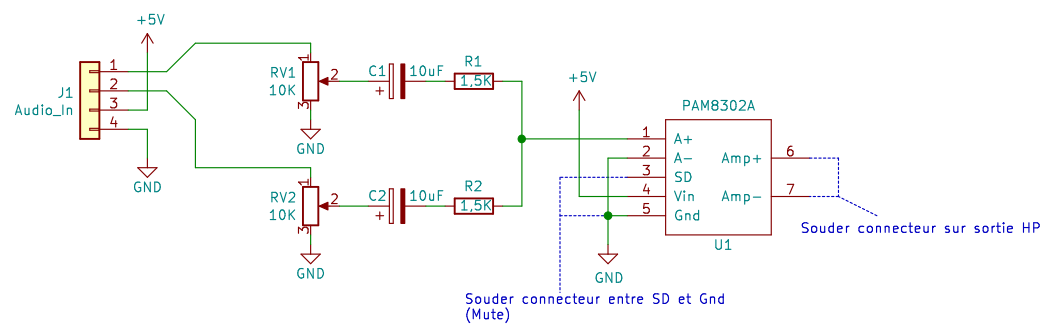 +5V
J1
Audio_In
1
2
3
4
GND
RV1
10K
1
2
3
GND
C1
10uF
+
R1
1,5K
RV2
10K
1
2
3
GND
C2
10uF
+
R2
1,5K
+5V
PAM8302A
1 A+
2 A-
3 SD
4 Vin
5 Gnd
Amp+ 6
Amp- 7
U1
GND
Souder connecteur sur sortie HP
Souder connecteur entre SD et Gnd
(Mute)